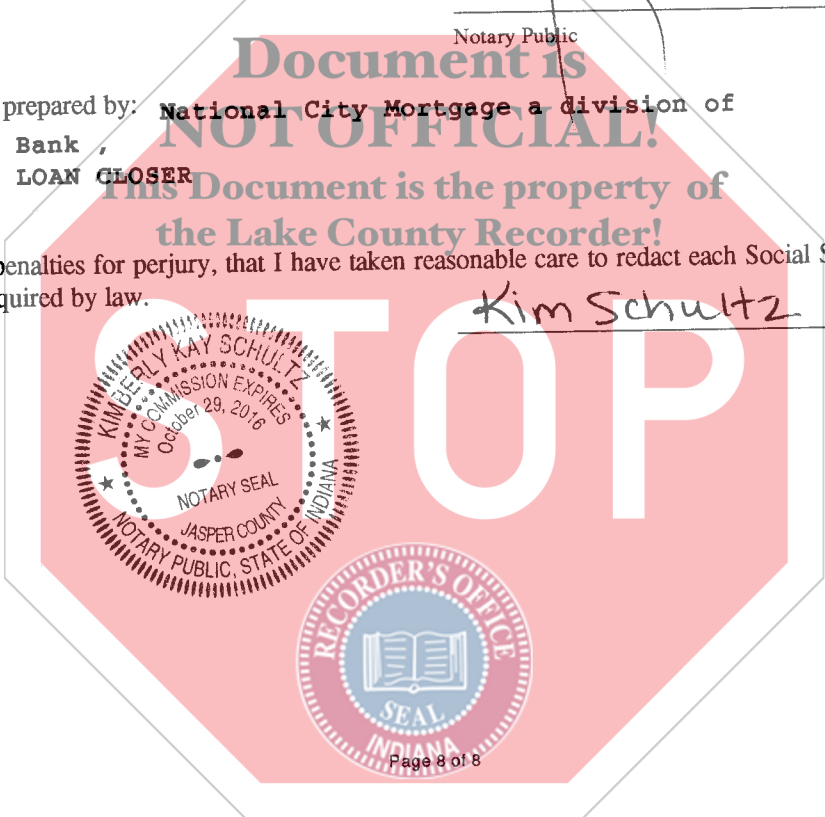 Notary Public
Document is
prepared by: National City Mortgage a division of
NOT OFFICIAL!
Bank ,
LOAN CLOSER
This Document is the property of
the Lake County Recorder!
penalties for perjury, that I have taken reasonable care to redact each Social S
quired by law.
Kim Schultz
STOP
KIMBERLY KAY SCHULTZ
MY COMMISSION EXPIRES
October 29, 2016
NOTARY SEAL
JASPER COUNTY
NOTARY PUBLIC, STATE OF INDIANA
RECORDER'S OFFICE
SEAL
INDIANA
Page 8 of 8